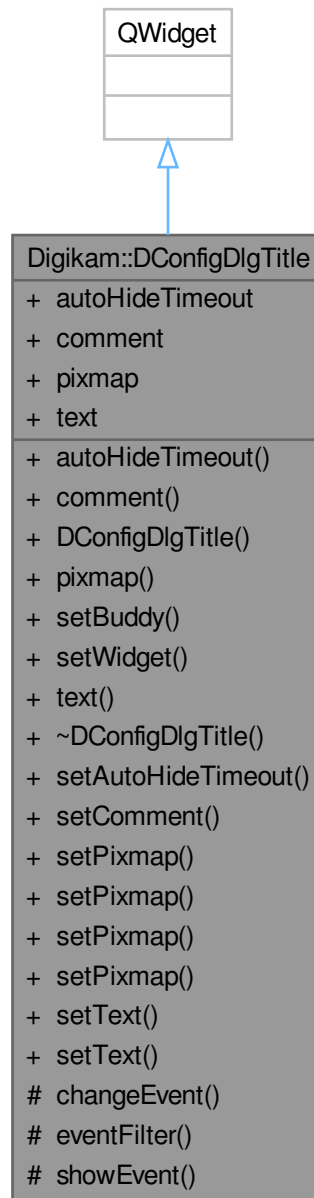 QWidget
Digikam::DConfigDlgTitle
+ autoHideTimeout
+ comment
+ pixmap
+ text
+ autoHideTimeout()
+ comment()
+ DConfigDlgTitle()
+ pixmap()
+ setBuddy()
+ setWidget()
+ text()
+ ~DConfigDlgTitle()
+ setAutoHideTimeout()
+ setComment()
+ setPixmap()
+ setPixmap()
+ setPixmap()
+ setPixmap()
+ setText()
+ setText()
# changeEvent()
# eventFilter()
# showEvent()